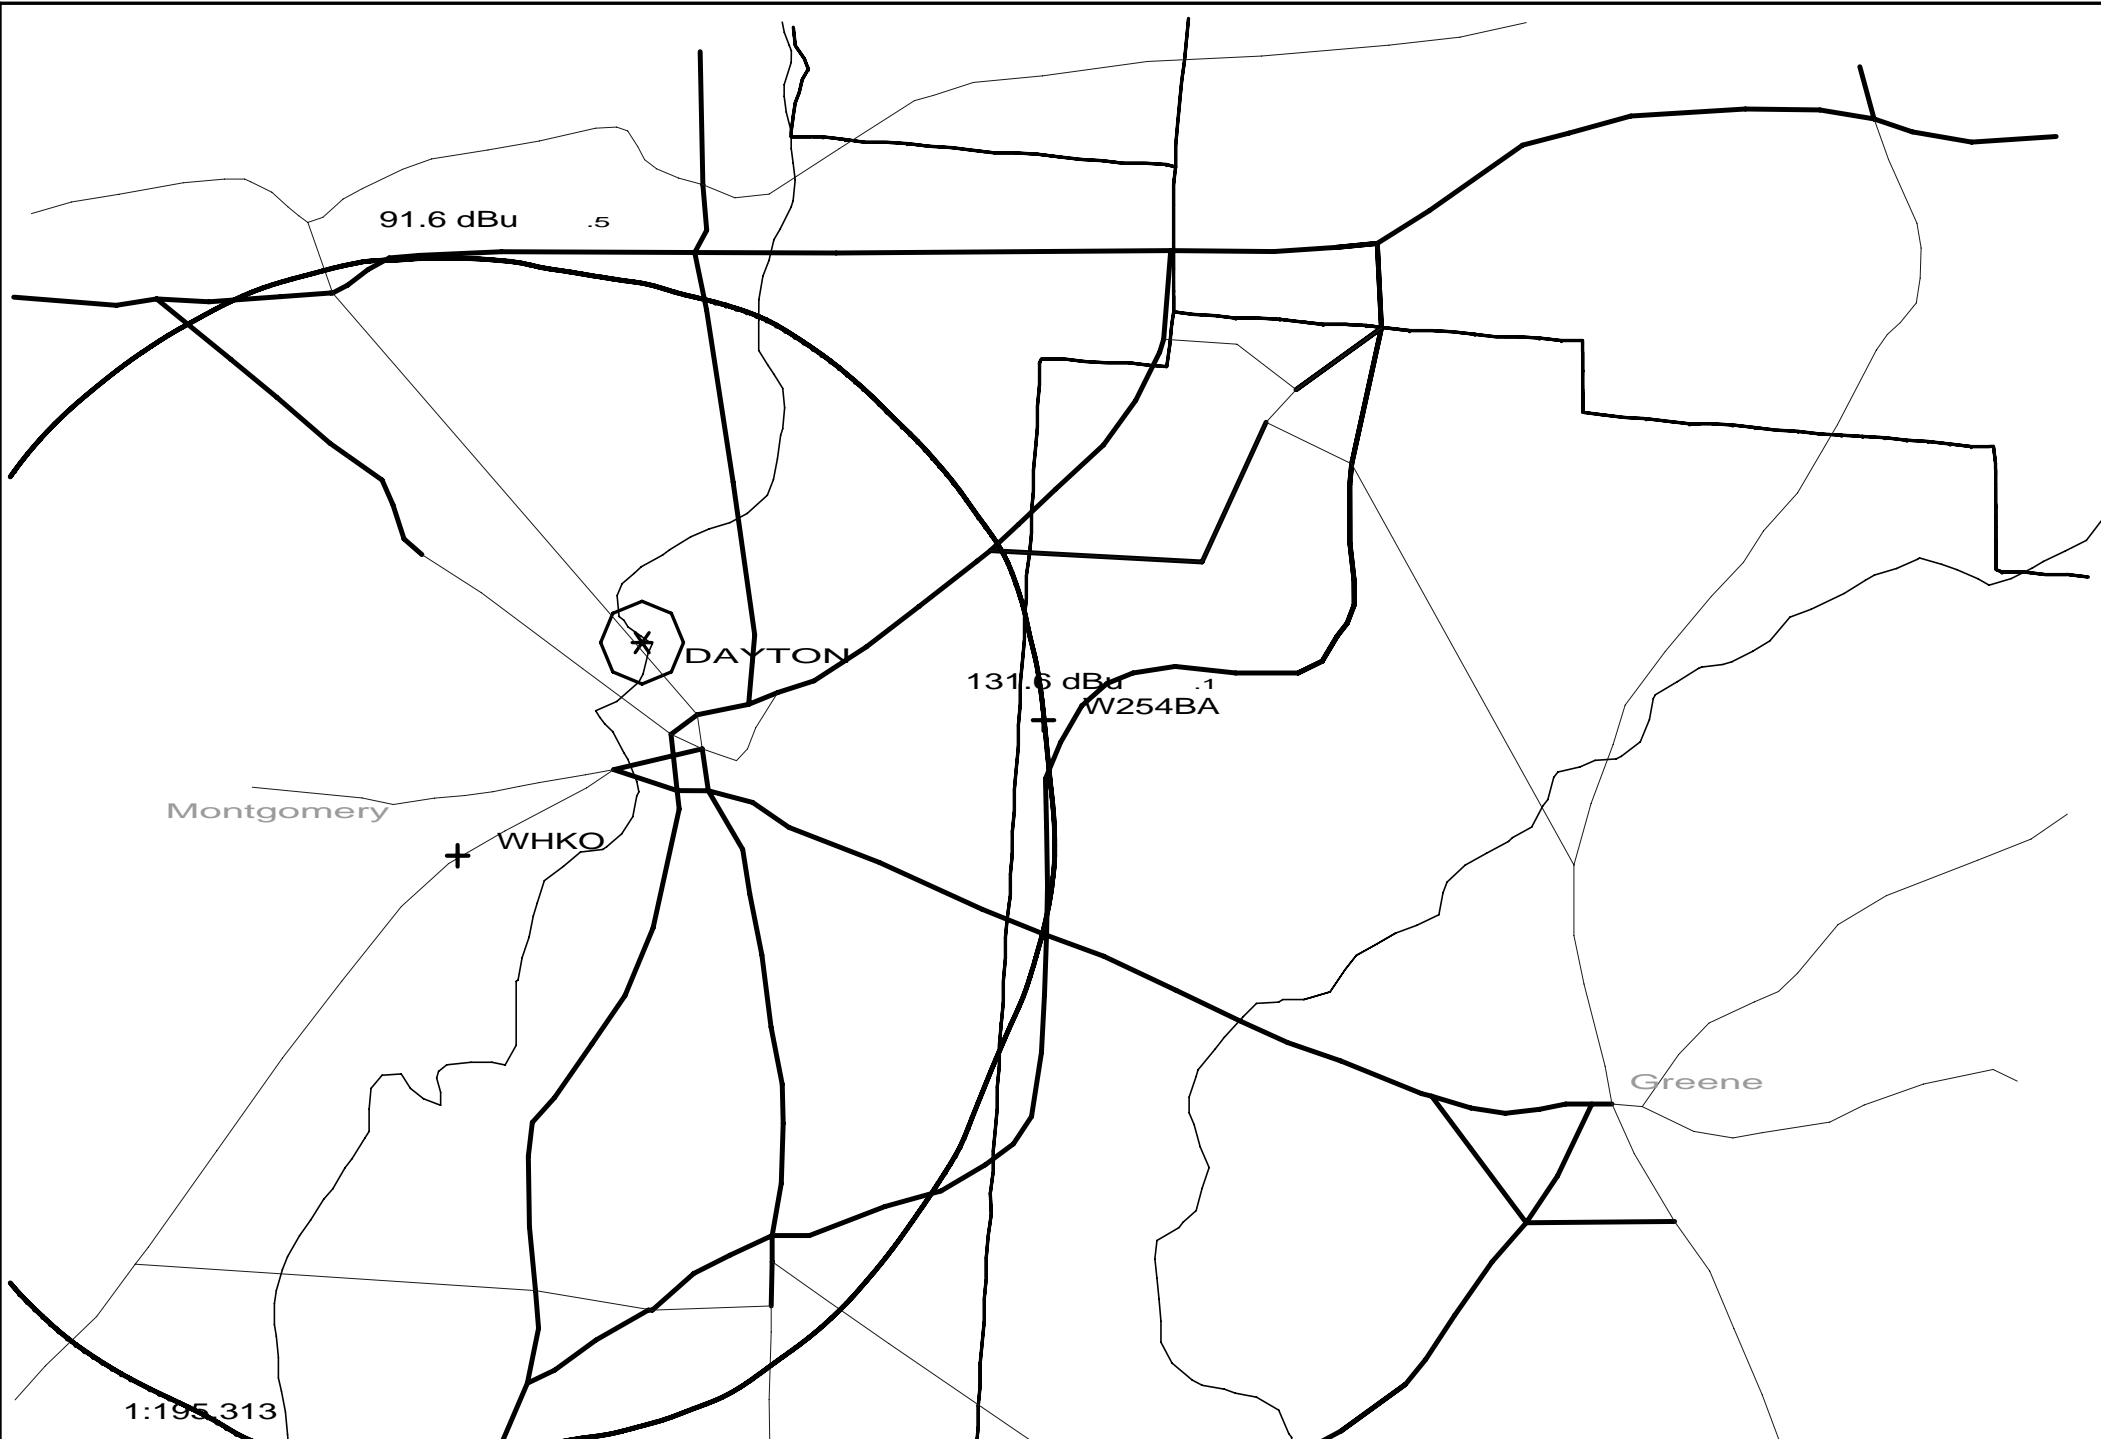 91.6 dBu .5
DAYTON
131.6 dBu .1
W254BA
Montgomery
WHKO
Greene
1:195,313